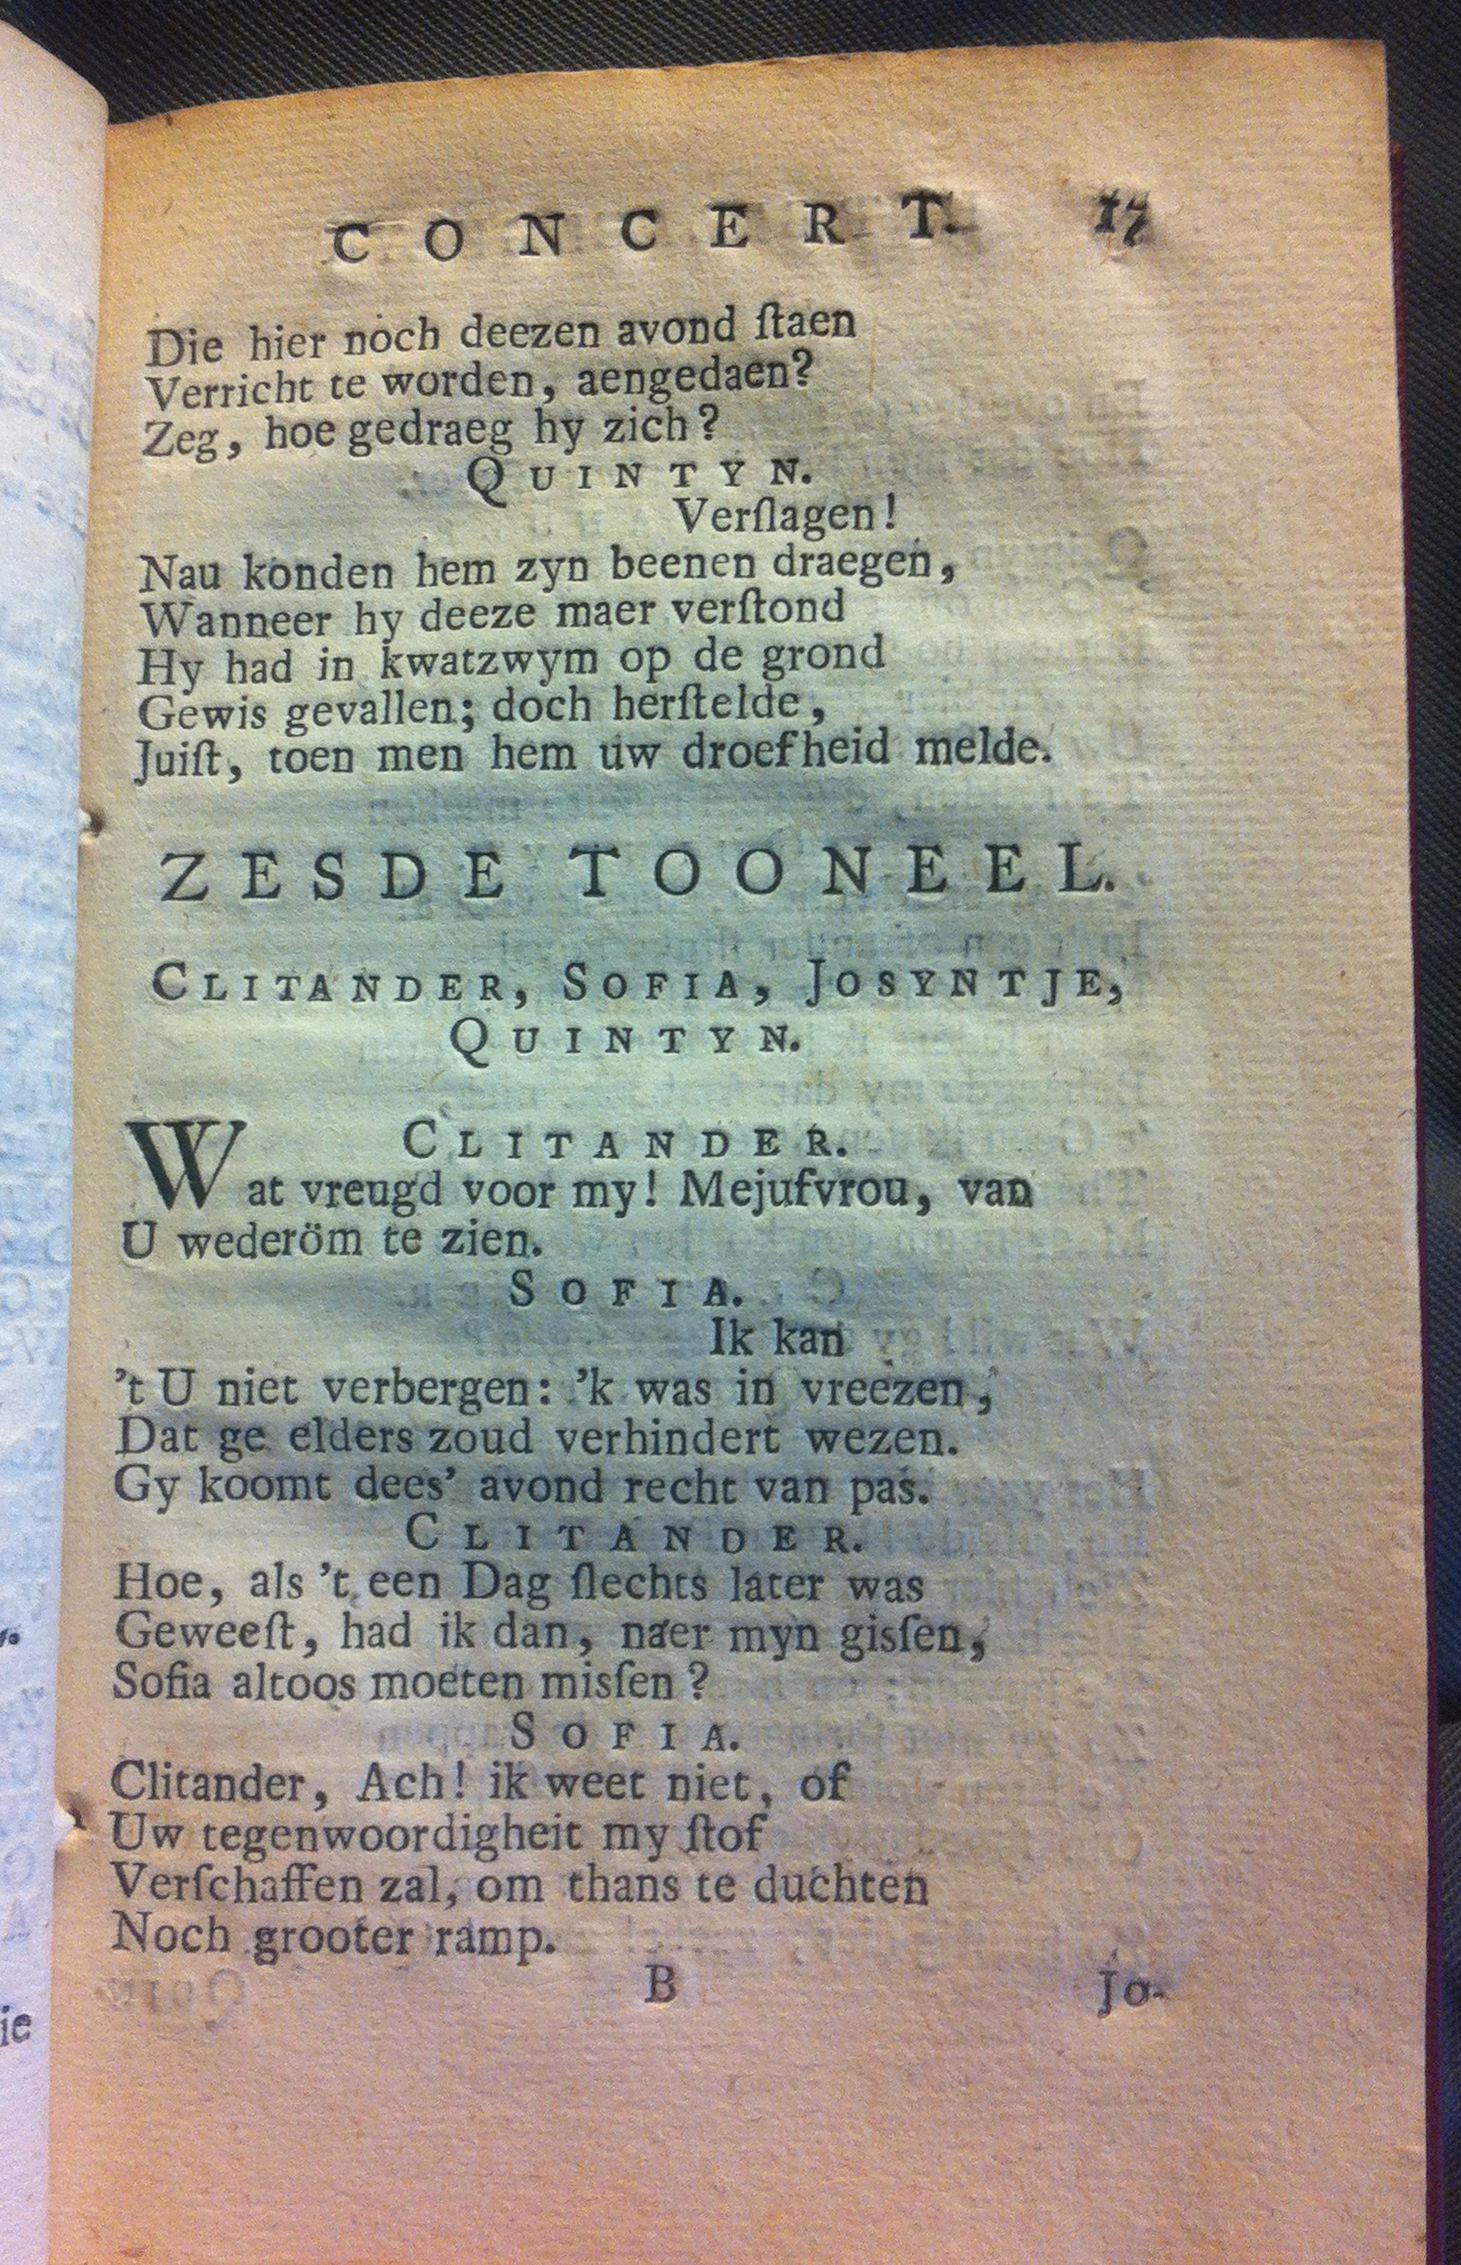 CONCERT. 17
Die hier noch deezen avond ſtaen
Verricht te worden, aengedaen?
Zeg, hoe gedraeg hy zich?
QUINTYN.
Verſlagen!
Nau konden hem zyn beenen draegen,
Wanneer hy deeze maer verſtond
Hy had in kwatzwym op de grond
Gewis gevallen; doch herſtelde,
Juiſt, toen men hem uw droefheid melde.
ZESDE TOONEEL.
CLITANDER, SOFIA, JOSYNTJE,
QUINTYN.
CLITANDER.
Wat vreugd voor my! Mejufvrou, van
U wederöm te zien.
SOFIA.
Ik kan
't U niet verbergen: 'k was in vreezen,
Dat ge elders zoud verhindert wezen.
Gy koomt dees' avond recht van pas.
CLITANDER.
Hoe, als 't een Dag ſlechts later was
Geweeſt, had ik dan, naer myn gisſen,
Sofia altoos moeten misſen?
SOFIA.
Clitander, Ach! ik weet niet, of
Uw tegenwoordigheit my ſtof
Verſchaffen zal, om thans te duchten
Noch grooter ramp.
B Jo-
ie